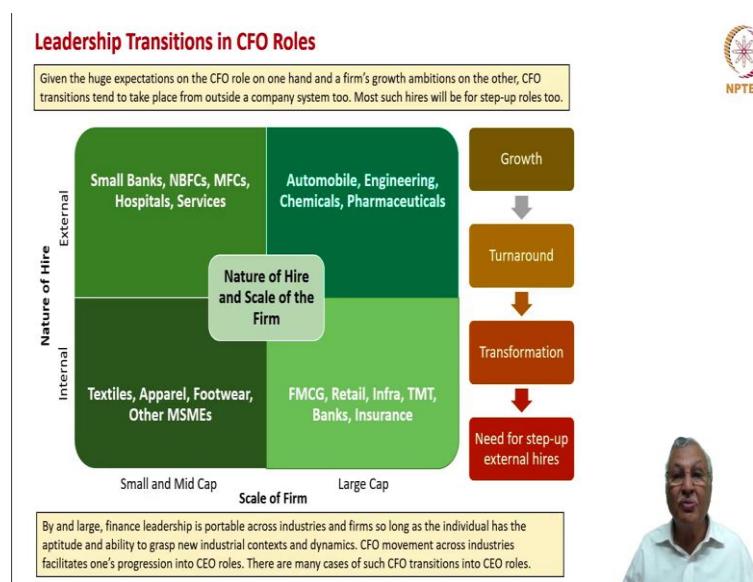 Leadership Transitions in CFO Roles
Given the huge expectations on the CFO role on one hand and a firm's growth ambitions on the other, CFO
transitions tend to take place from outside a company system too. Most such hires will be for step-up roles too.
NPTE
Nature of Hire
External
Internal
Small Banks, NBFCs, MFCs,
Hospitals, Services
Automobile, Engineering,
Chemicals, Pharmaceuticals
Nature of Hire
and Scale of the
Firm
Textiles, Apparel, Footwear,
Other MSMEs
FMCG, Retail, Infra, TMT,
Banks, Insurance
Small and Mid Cap
Large Cap
Scale of Firm
Growth
Turnaround
Transformation
Need for step-up
external hires
By and large, finance leadership is portable across industries and firms so long as the individual has the
aptitude and ability to grasp new industrial contexts and dynamics. CFO movement across industries
facilitates one's progression into CEO roles. There are many cases of such CFO transitions into CEO roles.